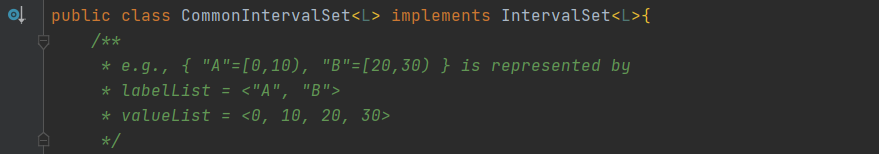 public class CommonIntervalSet<L> implements IntervalSet<L>{
/**
* e.g., { "A"=[0,10), "B"=[20,30) } is represented by
* labelList = <"A", "B">
* valueList = <0, 10, 20, 30>
*/